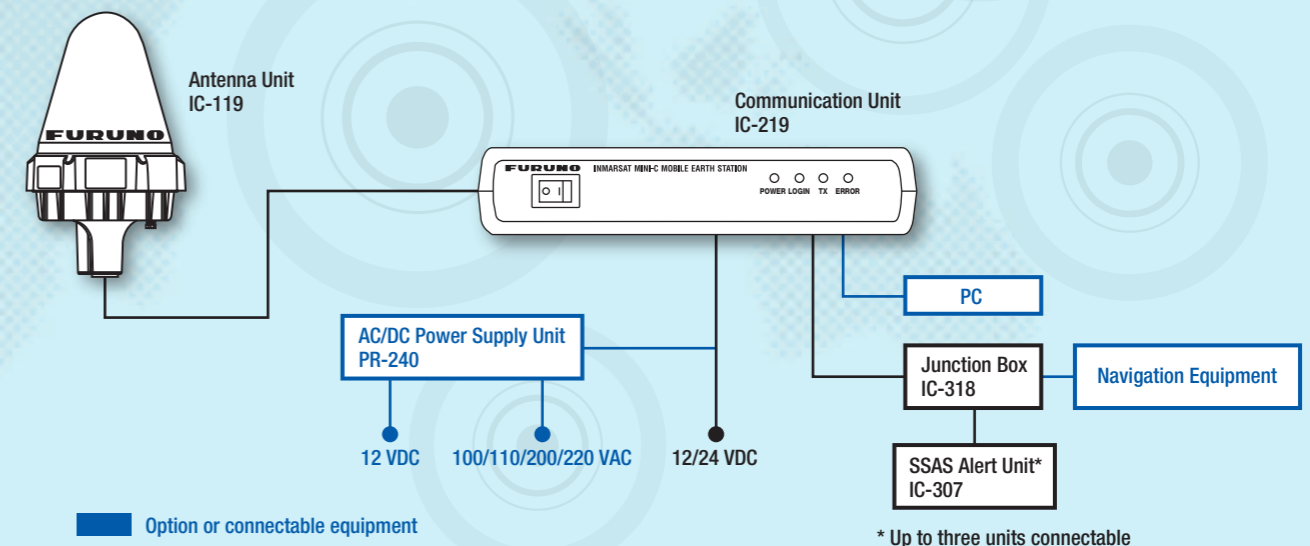 Antenna Unit
IC-119
FURUNO
Communication Unit
IC-219
FURUNO INMARSAT MINI-C MOBILE EARTH STATION
POWER LOGIN TX ERROR
PC
AC/DC Power Supply Unit
PR-240
Junction Box
IC-318
Navigation Equipment
12 VDC
100/110/200/220 VAC
12/24 VDC
SSAS Alert Unit*
IC-307
Option or connectable equipment
* Up to three units connectable